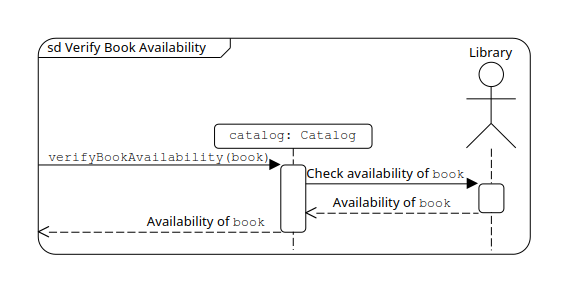 sd Verify Book Availability
Library
catalog: Catalog
verifyBookAvailability(book)
Check availability of book
Availability of book
Availability of book